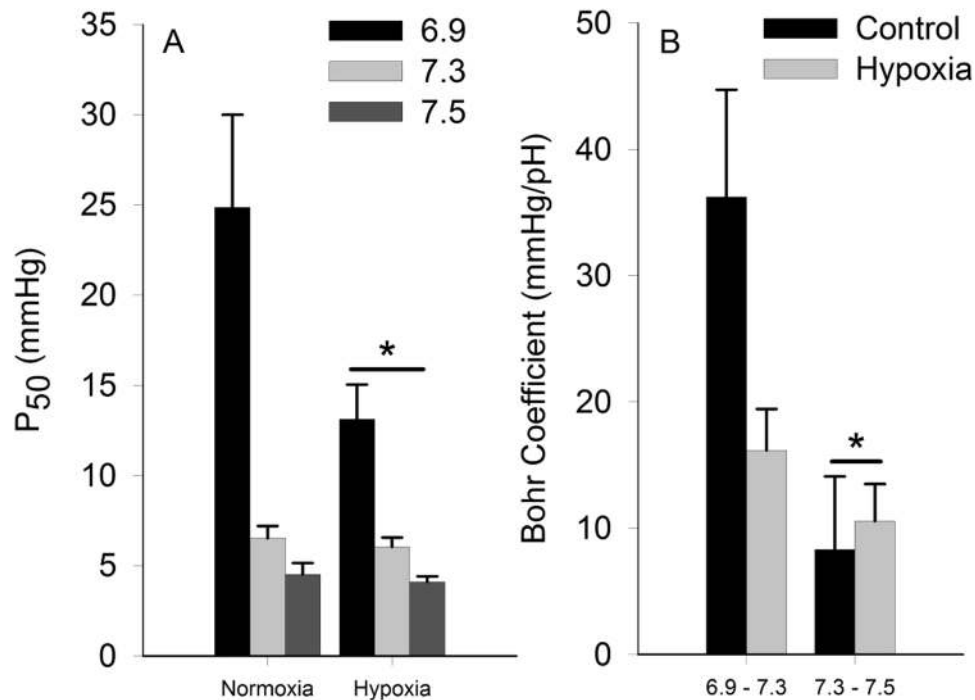 A
6.9
7.3
7.5
P50 (mmHg)
35
30
25
20
15
10
5
0
*
Normoxia Hypoxia
B
Control
Hypoxia
Bohr Coefficient (mmHg/pH)
50
40
30
20
10
0
*
6.9 - 7.3 7.3 - 7.5